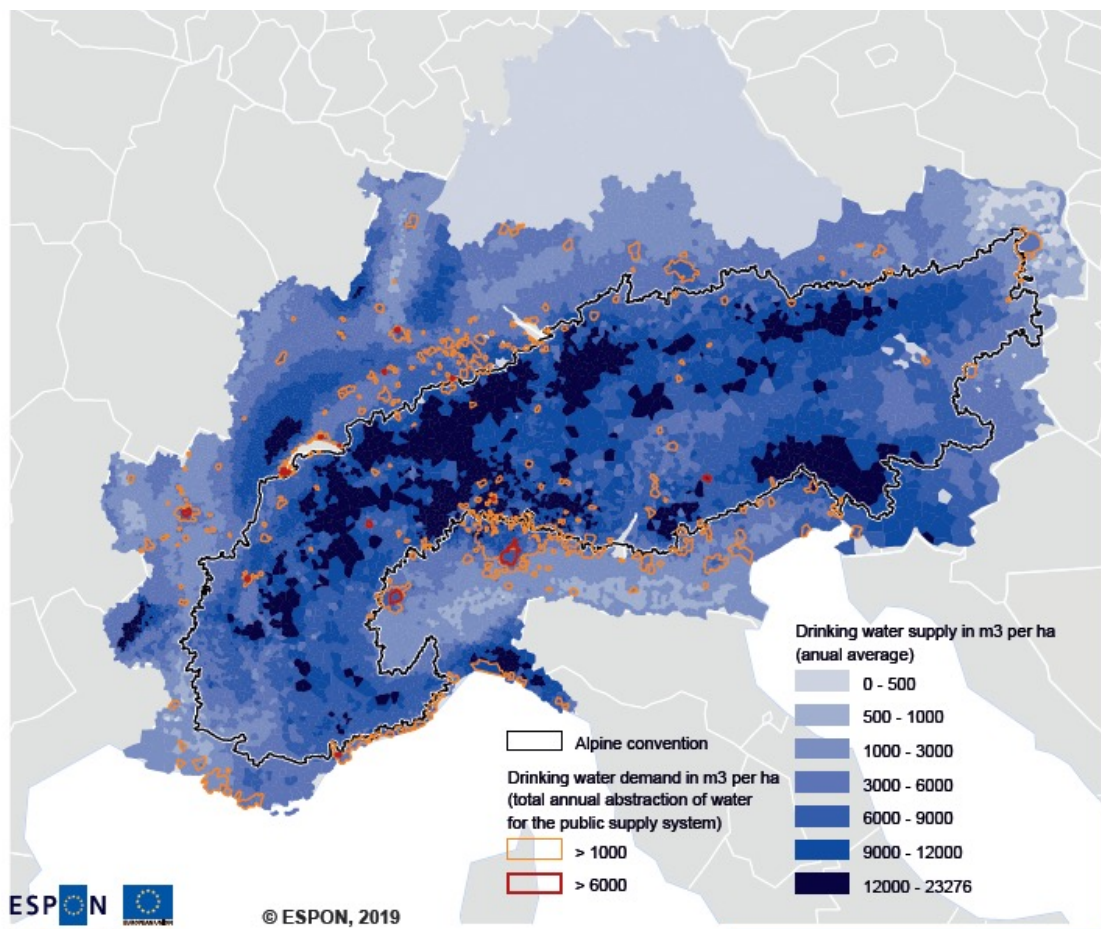 Drinking water supply in m3 per ha
(anual average)
0 - 500
500 - 1000
1000 - 3000
3000 - 6000
6000 - 9000
9000 - 12000
12000 - 23276
Alpine convention
Drinking water demand in m3 per ha
(total annual abstraction of water
for the public supply system)
> 1000
> 6000
ESPON
EUROPEAN UNION
© ESPON, 2019